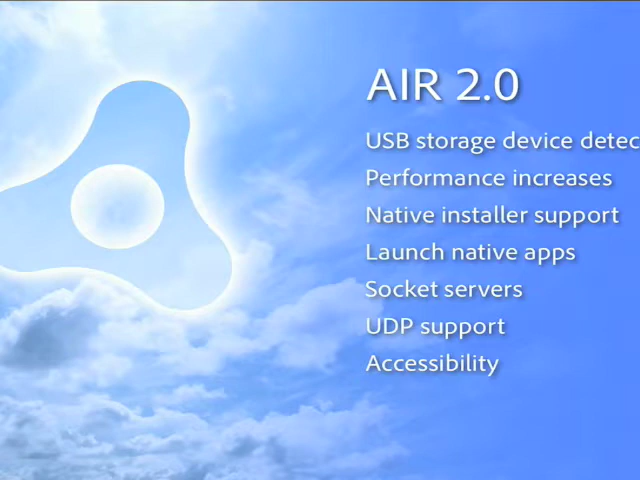 AIR 2.0
USB storage device detec
Performance increases
Native installer support
Launch native apps
Socket servers
UDP support
Accessibility